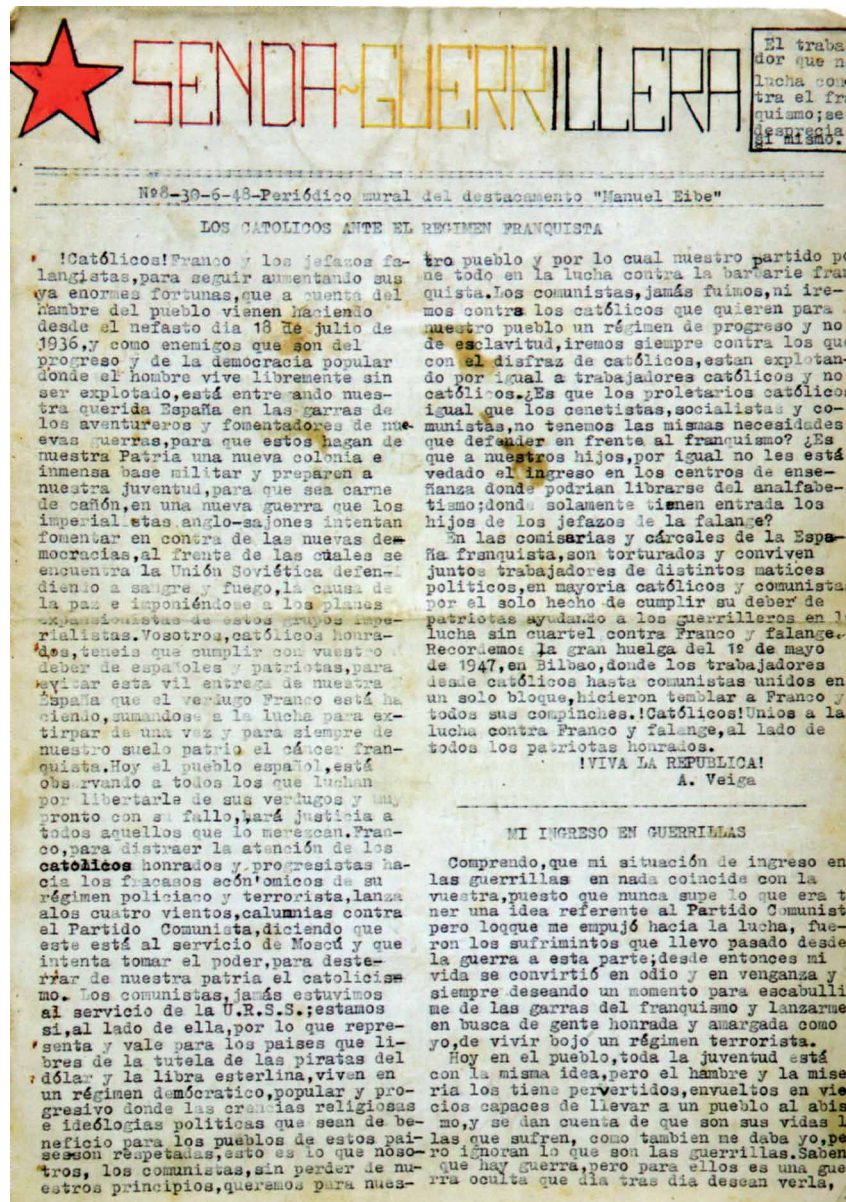 SENDA~GUERRILLERA
El traba
dor que n
lucha con
tra el fra
quismo;se
desprecia
si mismo.
Nº8-30-6-48-Periódico mural del destacamento "Manuel Eibe"
LOS CATOLICOS ANTE EL REGIMEN FRANQUISTA
!Católicos!Franco y los jefazos fa-
langistas,para seguir aumentando sus
ya enormes fortunas,que a cuenta del
hambre del pueblo vienen haciendo
desde el nefasto dia 18 de julio de
1936,y como enemigos que son del
progreso y de la democracia popular
donde el hombre vive libremente sin
ser explotado,está entre ando nues-
tra querida España en las garras de
los aventureros y fomentadores de nue
evas guerras,para que estos hagan de
nuestra Patria una nueva colonia e
inmensa base militar y preparen a
nuestra juventud,para que sea carne
de cañón,en una nueva guerra que los
imperialistas anglo-sajones intentan
fomentar en contra de las nuevas de=
mocracias,al frente de las cuales se
encuentra la Unión Soviética defen-
diendo a sangre y fuego,la causa de
la paz e imponiéndose a los planes
expansionistas de estos grupos impe-
rialistas.Vosotros,católicos honra-
dos,teneis que cumplir con vuestro
deber de españoles y patriotas,para
evitar esta vil entrega de nuestra
España que el verdugo Franco está ha
ciendo,sumandose a la lucha para ex-
tirpar de una vez y para siempre de
nuestro suelo patrio el cáncer fran-
quista.Hoy el pueblo español,está
observando a todos los que luchan
por libertarle de sus verdugos y muy
pronto con su fallo,hará justicia a
todos aquellos que lo merezcan.Fran-
co,para distraer la atención de los
católicos honrados y progresistas ha-
cia los fracasos econ'omicos de su
régimen policiaco y terrorista,lanza
alos cuatro vientos,calumnias contra
el Partido Comunista,diciendo que
este está al servicio de Moscú y que
intenta tomar el poder,para deste-
rrar de nuestra patria el catolicis=
mo. Los comunistas,jamás estuvimos
al servicio de la U.R.S.S.;estamos
si,al lado de ella,por lo que repre-
senta y vale para los paises que li-
bres de la tutela de las piratas del
dólar y la libra esterlina,viven en
un régimen demócratico,popular y pro-
gresivo donde las crencias religiosas
e ideólogias politicas que sean de be-
neficio para los pueblos de estos pai-
sesson respetadas,esto es lo que noso-
tros, los comunistas,sin perder de nu-
estros principios,queremos para nues-
tro pueblo y por lo cual nuestro partido po
ne todo en la lucha contra la barbarie fran
quista.Los comunistas,jamás fuimos,ni ire-
mos contra los católicos que quieren para
nuestro pueblo un régimen de progreso y no
de esclavitud,iremos siempre contra los que
con el disfraz de católicos,estan explotan-
do por igual a trabajadores católicos y no
católicos.¿Es que los proletarios católicos
igual que los cenetistas,socialistas y co-
munistas,no tenemos las mismas necesidades
que defender en frente al franquismo? ¿Es
que a nuestros hijos,por igual no les está
vedado el ingreso en los centros de ense-
ñanza donde podrian librarse del analfabe-
tismo;donde solamente tienen entrada los
hijos de los jefazos de la falange?
En las comisarias y cárceles de la Espa-
ña franquista,son torturados y conviven
juntos trabajadores de distintos matices
politicos,en mayoria católicos y comunista
por el solo hecho de cumplir su deber de
patriotas ayudando a los guerrilleros en l
lucha sin cuartel contra Franco y falange.
Recordemos la gran huelga del 1º de mayo
de 1947,en Bilbao,donde los trabajadores
desde católicos hasta comunistas unidos en
un solo bloque,hicieron temblar a Franco y
todos sus compinches.!Católicos!Unios a la
lucha contra Franco y falange,al lado de
todos los patriotas honrados.
!VIVA LA REPUBLICA!
A. Veiga
MI INGRESO EN GUERRILLAS
Comprendo,que mi situación de ingreso en
las guerrillas en nada coincide con la
vuestra,puesto que nunca supe lo que era t
ner una idea referente al Partido Comunist
pero loqque me empujó hacia la lucha, fue-
ron los sufrimintos que llevo pasado desde
la guerra a esta parte;desde entonces mi
vida se convirtió en odio y en venganza y
siempre deseando un momento para escabulli
me de las garras del franquismo y lanzarme
en busca de gente honrada y amargada como
yo,de vivir bojo un régimen terrorista.
Hoy en el pueblo,toda la juventud está
con la misma idea,pero el hambre y la mise
ria los tiene pervertidos,envueltos en vie
cios capaces de llevar a un pueblo al abis
mo,y se dan cuenta de que son sus vidas l
las que sufren, como tambien me daba yo,pe
ro ignoran lo que son las guerrillas.Saben
que hay guerra,pero para ellos es una gue
rra oculta que dia tras dia desean verla,